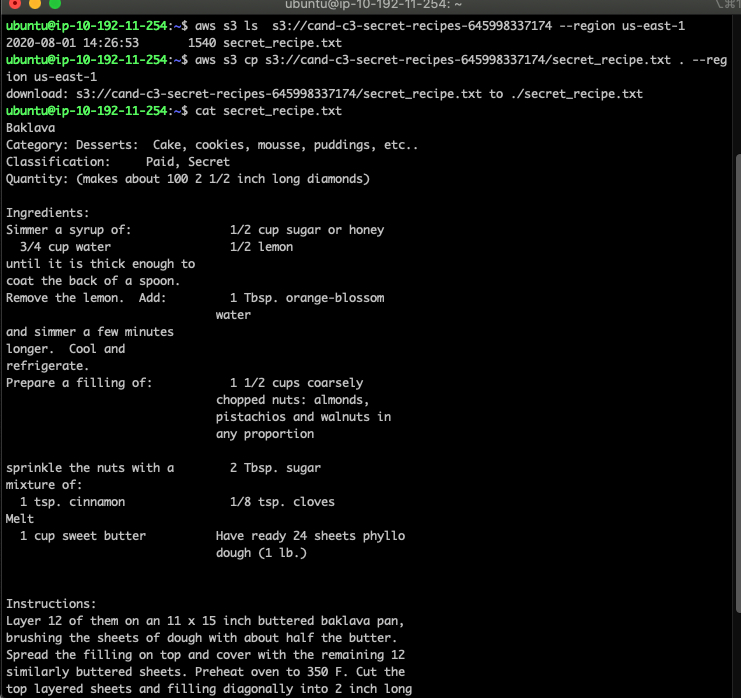 ubuntu@ip-10-192-11-254: ~
ubuntu@ip-10-192-11-254:~$ aws s3 ls  s3://cand-c3-secret-recipes-645998337174 --region us-east-1
2020-08-01 14:26:53       1540 secret_recipe.txt
ubuntu@ip-10-192-11-254:~$ aws s3 cp s3://cand-c3-secret-recipes-645998337174/secret_recipe.txt . --reg
ion us-east-1
download: s3://cand-c3-secret-recipes-645998337174/secret_recipe.txt to ./secret_recipe.txt
ubuntu@ip-10-192-11-254:~$ cat secret_recipe.txt
Baklava
Category: Desserts:  Cake, cookies, mousse, puddings, etc..
Classification:     Paid, Secret
Quantity: (makes about 100 2 1/2 inch long diamonds)
Ingredients:
Simmer a syrup of:              1/2 cup sugar or honey
  3/4 cup water                 1/2 lemon
until it is thick enough to
coat the back of a spoon.
Remove the lemon.  Add:         1 Tbsp. orange-blossom
                              water
and simmer a few minutes
longer.  Cool and
refrigerate.
Prepare a filling of:           1 1/2 cups coarsely
                              chopped nuts: almonds,
                              pistachios and walnuts in
                              any proportion
sprinkle the nuts with a        2 Tbsp. sugar
mixture of:
  1 tsp. cinnamon               1/8 tsp. cloves
Melt
  1 cup sweet butter          Have ready 24 sheets phyllo
                              dough (1 lb.)
Instructions:
Layer 12 of them on an 11 x 15 inch buttered baklava pan,
brushing the sheets of dough with about half the butter.
Spread the filling on top and cover with the remaining 12
similarly buttered sheets. Preheat oven to 350 F. Cut the
top layered sheets and filling diagonally into 2 inch long